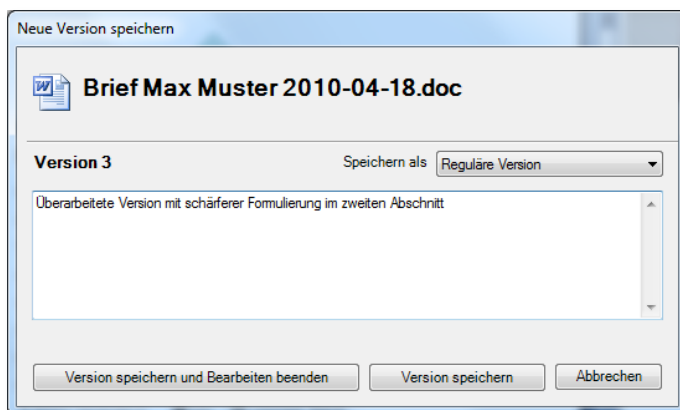 Neue Version speichern
Brief Max Muster 2010-04-18.doc
Version 3 Speichern als Reguläre Version
Überarbeitete Version mit schärferer Formulierung im zweiten Abschnitt
Version speichern und Bearbeiten beenden Version speichern Abbrechen